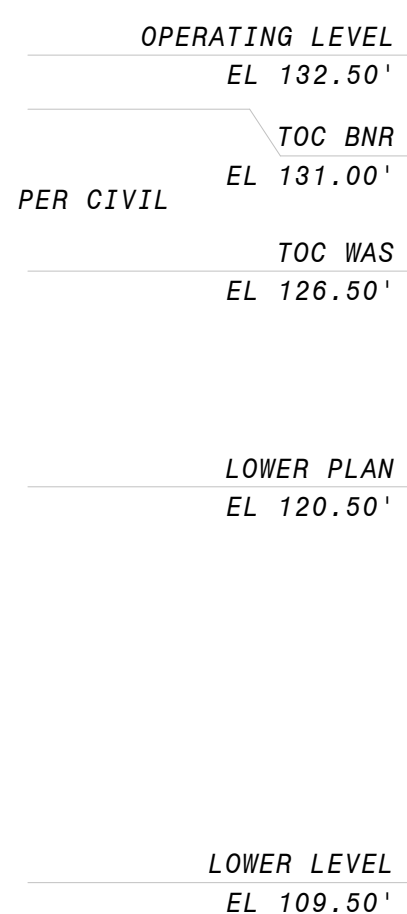 OPERATING LEVEL
EL 132.50'
TOC BNR
EL 131.00'
PER CIVIL
TOC WAS
EL 126.50'
LOWER PLAN
EL 120.50'
LOWER LEVEL
EL 109.50'